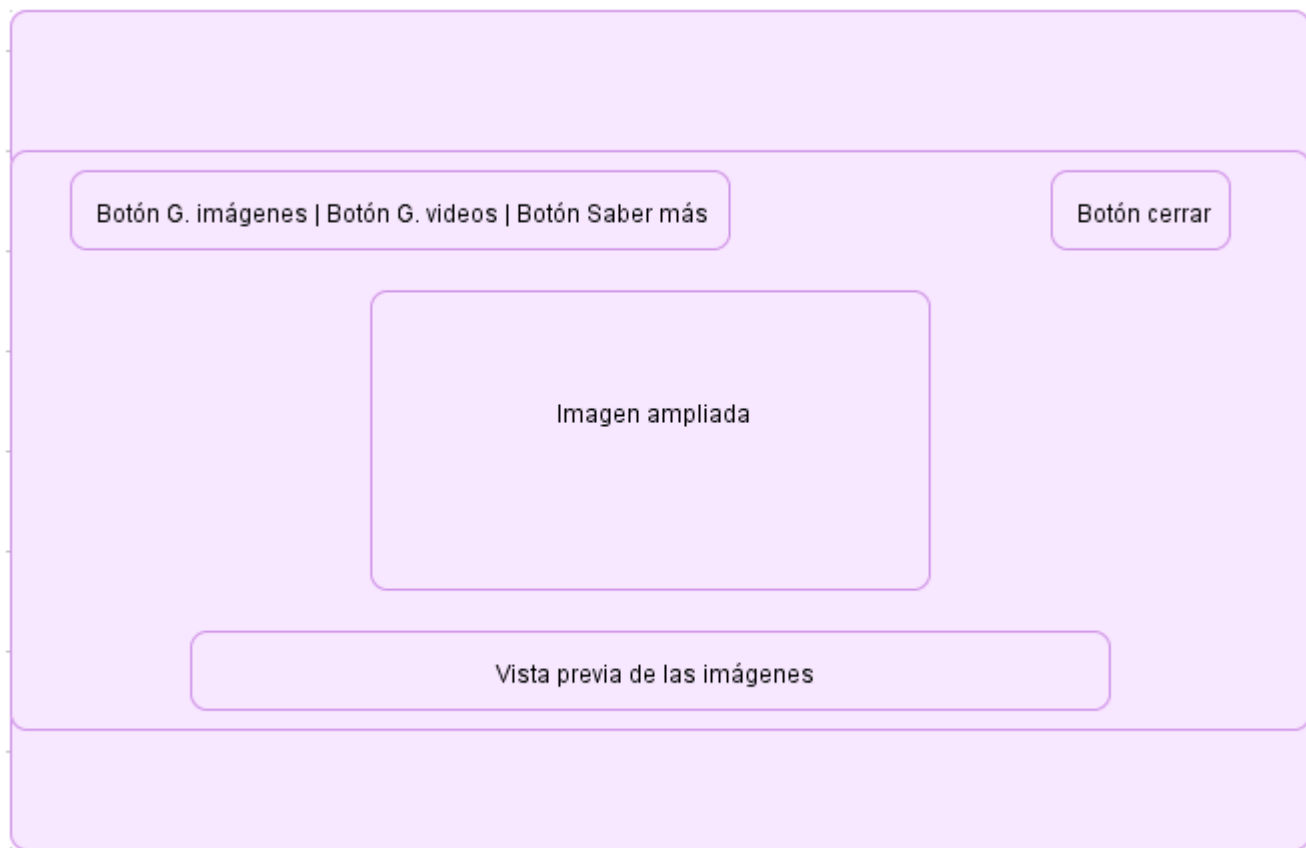 Botón G. imágenes | Botón G. videos | Botón Saber más
Botón cerrar
Imagen ampliada
Vista previa de las imágenes